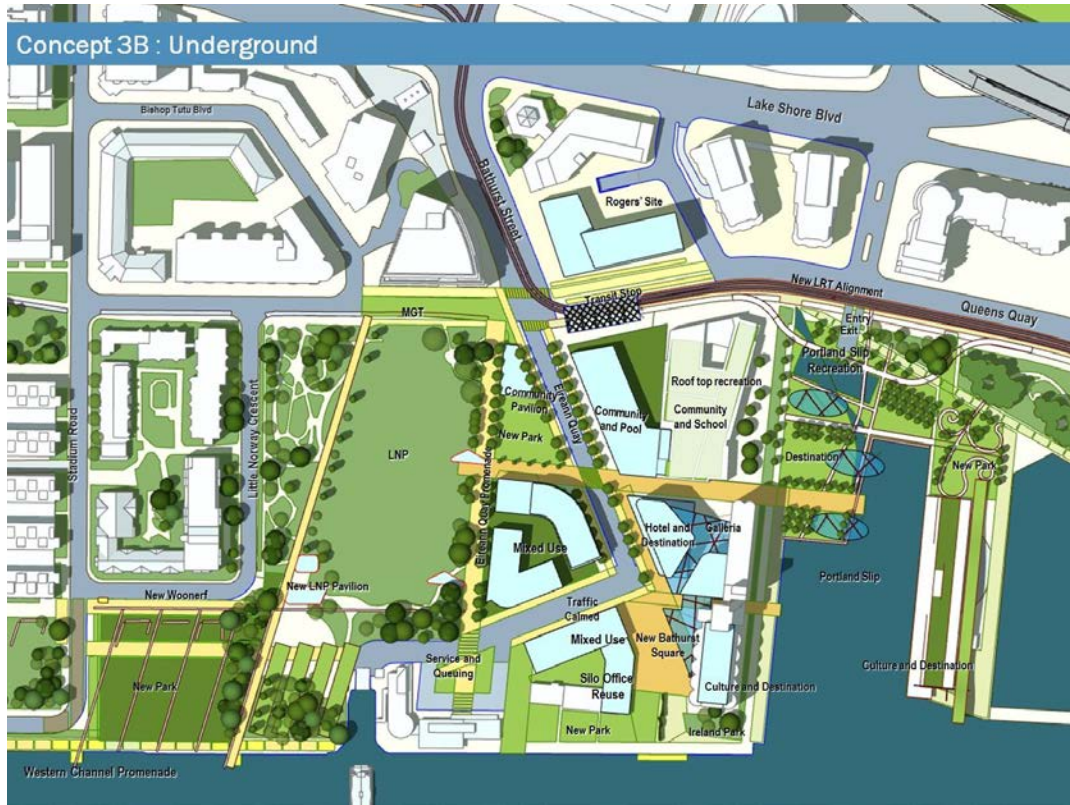 Concept 3B : Underground
Bishop Tutu Blvd
Lake Shore Blvd
Bathurst Street
Rogers' Site
New LRT Alignment
Transit Stop
Queens Quay
MGT
Entry
Exit
Portland Slip
Recreation
Roof top recreation
Community
Pavilion
Eireann Quay
Community
and Pool
Community
and School
Stadium Road
Little Norway Crescent
LNP
New Park
Eireann Quay Promenade
Destination
New Park
Hotel and
Destination
Galleria
Mixed Use
Portland Slip
New LNP Pavilion
New Woonerf
Traffic
Calmed
Mixed Use
New Bathurst
Square
Service and
Queuing
Silo Office
Reuse
Culture and Destination
Culture and Destination
New Park
New Park
Ireland Park
Western Channel Promenade